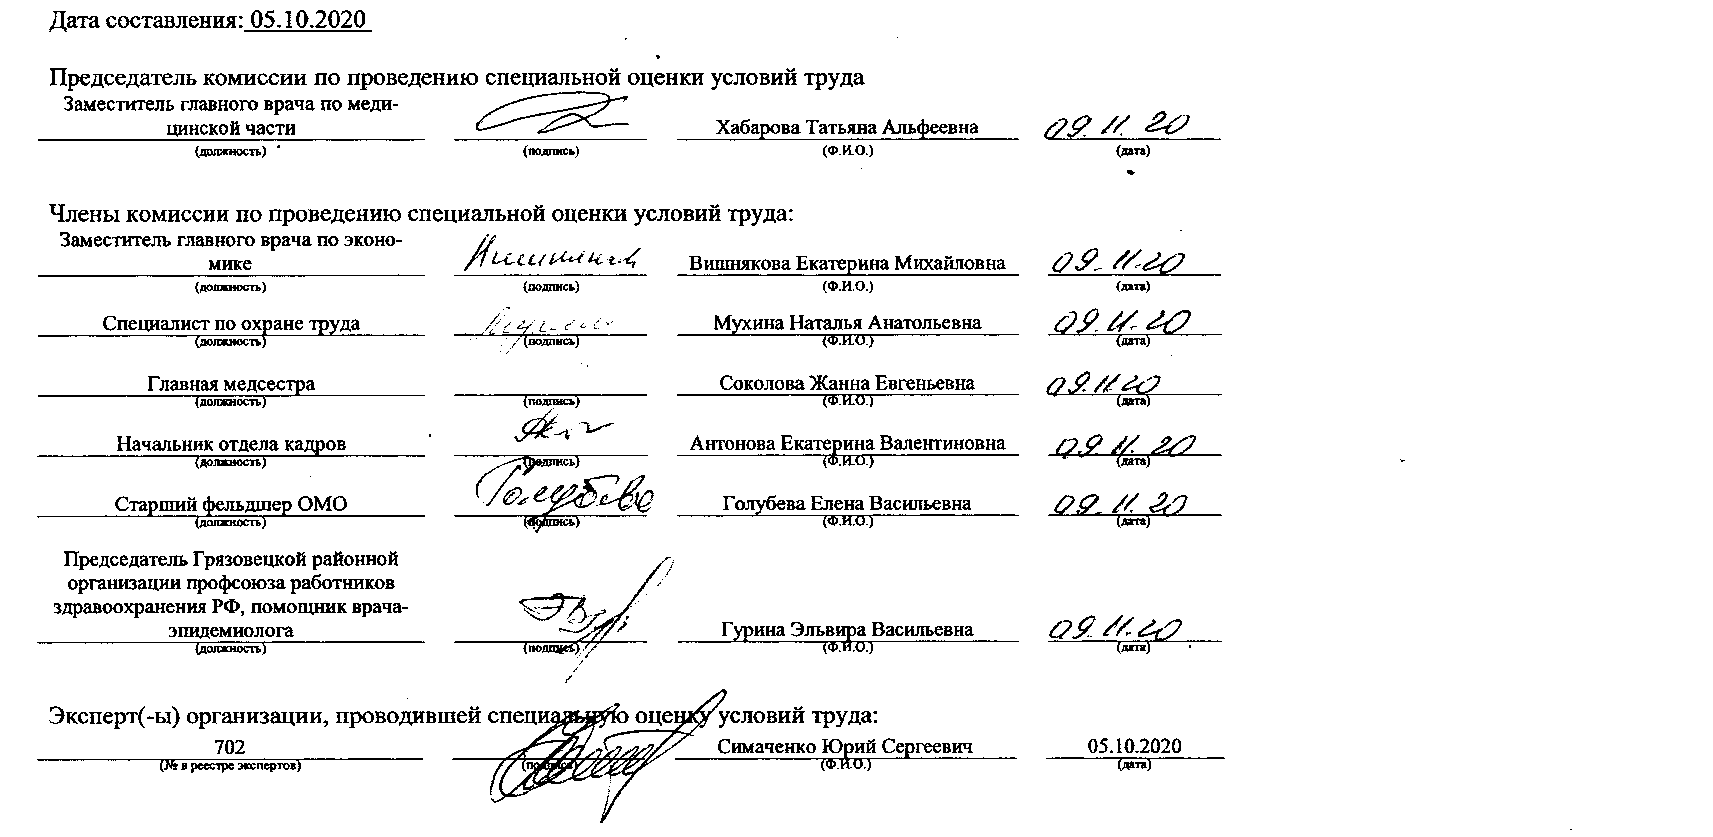 Дата составления: 05.10.2020
Председатель комиссии по проведению специальной оценки условий труда
Заместитель главного врача по меди-
цинской части Хабарова Татьяна Альфеевна 09.11.20
(должность) (подпись) (Ф.И.О.) (дата)
Члены комиссии по проведению специальной оценки условий труда:
Заместитель главного врача по эконо-
мике Вишнякова Екатерина Михайловна 09.11.20
(должность) (подпись) (Ф.И.О.) (дата)
Специалист по охране труда Мухина Наталья Анатольевна 09.11.20
(должность) (подпись) (Ф.И.О.) (дата)
Главная медсестра Соколова Жанна Евгеньевна 09.11.20
(должность) (подпись) (Ф.И.О.) (дата)
Начальник отдела кадров Антонова Екатерина Валентиновна 09.11.20
(должность) (подпись) (Ф.И.О.) (дата)
Старший фельдшер ОМО Голубева Голубева Елена Васильевна 09.11.20
(должность) (подпись) (Ф.И.О.) (дата)
Председатель Грязовецкой районной
организации профсоюза работников
здравоохранения РФ, помощник врача-
эпидемиолога Гурина Эльвира Васильевна 09.11.20
(должность) (подпись) (Ф.И.О.) (дата)
Эксперт(-ы) организации, проводившей специальную оценку условий труда:
702 Симаченко Юрий Сергеевич 05.10.2020
(№ в реестре экспертов) (подпись) (Ф.И.О.) (дата)